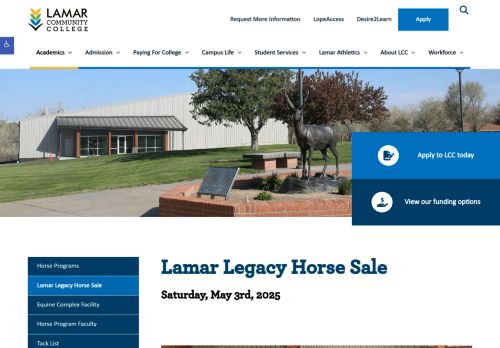 LAMAR
COMMUNITY
COLLEGE
Request More Information LopeAccess Desire2Learn Apply
Academics Admission Paying For College Campus Life Student Services Lamar Athletics About LCC Workforce
Apply to LCC today
View our funding options
Horse Programs
Lamar Legacy Horse Sale
Equine Complex Facility
Horse Program Faculty
Tack List
Lamar Legacy Horse Sale
Saturday, May 3rd, 2025